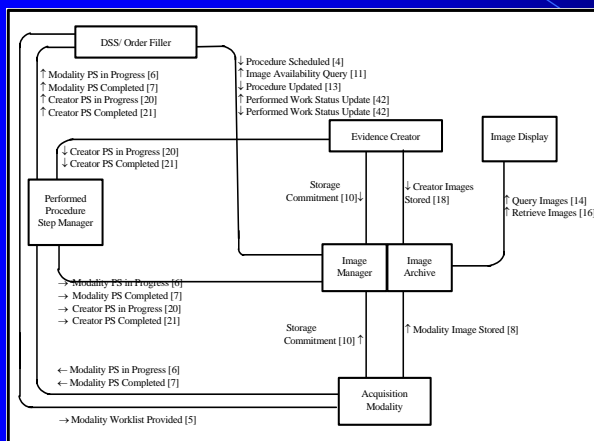 DSS/ Order Filler
↓ Procedure Scheduled [4]
↑ Image Availability Query [11]
↓ Procedure Updated [13]
↑ Performed Work Status Update [42]
↓ Performed Work Status Update [42]
↑ Modality PS in Progress [6]
↑ Modality PS Completed [7]
↑ Creator PS in Progress [20]
↑ Creator PS Completed [21]
Evidence Creator
Image Display
↓ Creator PS in Progress [20]
↓ Creator PS Completed [21]
Performed
Procedure
Step Manager
Storage
Commitment [10]↓
↓ Creator Images
Stored [18]
↑ Query Images [14]
↑ Retrieve Images [16]
Image
Manager
Image
Archive
→ Modality PS in Progress [6]
→ Modality PS Completed [7]
→ Creator PS in Progress [20]
→ Creator PS Completed [21]
Storage
Commitment [10] ↑
↑ Modality Image Stored [8]
← Modality PS in Progress [6]
← Modality PS Completed [7]
Acquisition
Modality
→ Modality Worklist Provided [5]